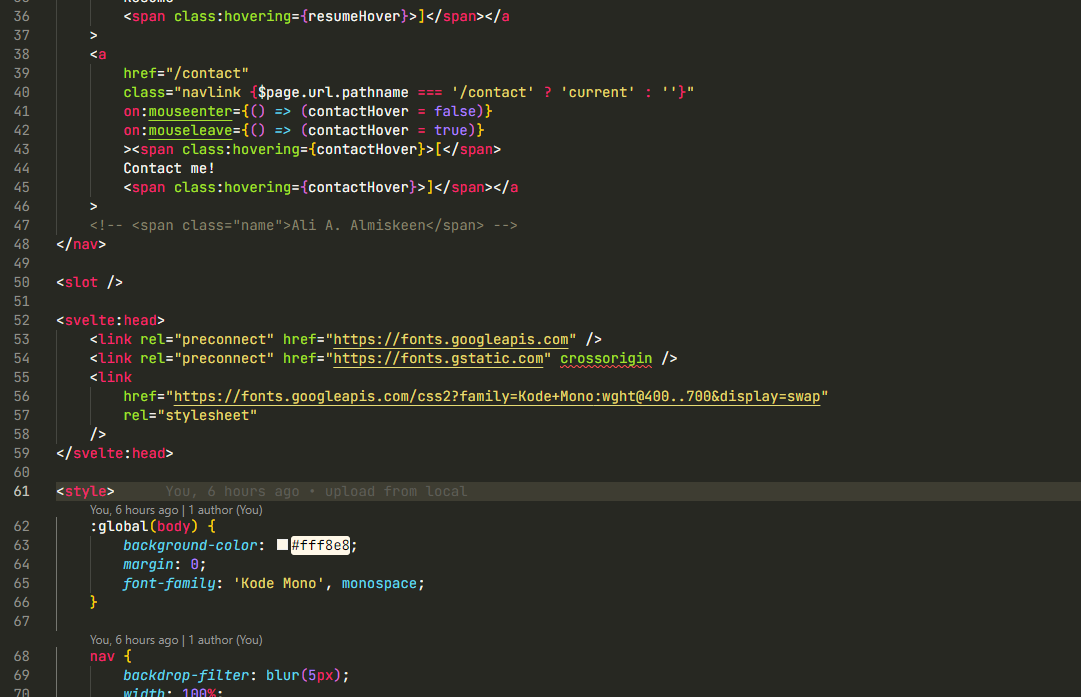 36 <span class:hovering={resumeHover}>]</span></a
37 >
38 <a
39 href="/contact"
40 class="navlink {$page.url.pathname === '/contact' ? 'current' : ''}"
41 on:mouseenter={() => (contactHover = false)}
42 on:mouseleave={() => (contactHover = true)}
43 ><span class:hovering={contactHover}>[</span>
44 Contact me!
45 <span class:hovering={contactHover}>]</span></a
46 >
47 <!-- <span class="name">Ali A. Almiskeen</span> -->
48 </nav>
49
50 <slot />
51
52 <svelte:head>
53 <link rel="preconnect" href="https://fonts.googleapis.com" />
54 <link rel="preconnect" href="https://fonts.gstatic.com" crossorigin />
55 <link
56 href="https://fonts.googleapis.com/css2?family=Kode+Mono:wght@400..700&display=swap"
57 rel="stylesheet"
58 />
59 </svelte:head>
60
61 <style> You, 6 hours ago • upload from local
You, 6 hours ago | 1 author (You)
62 :global(body) {
63 background-color: #fff8e8;
64 margin: 0;
65 font-family: 'Kode Mono', monospace;
66 }
67
You, 6 hours ago | 1 author (You)
68 nav {
69 backdrop-filter: blur(5px);
70 width: 100%;